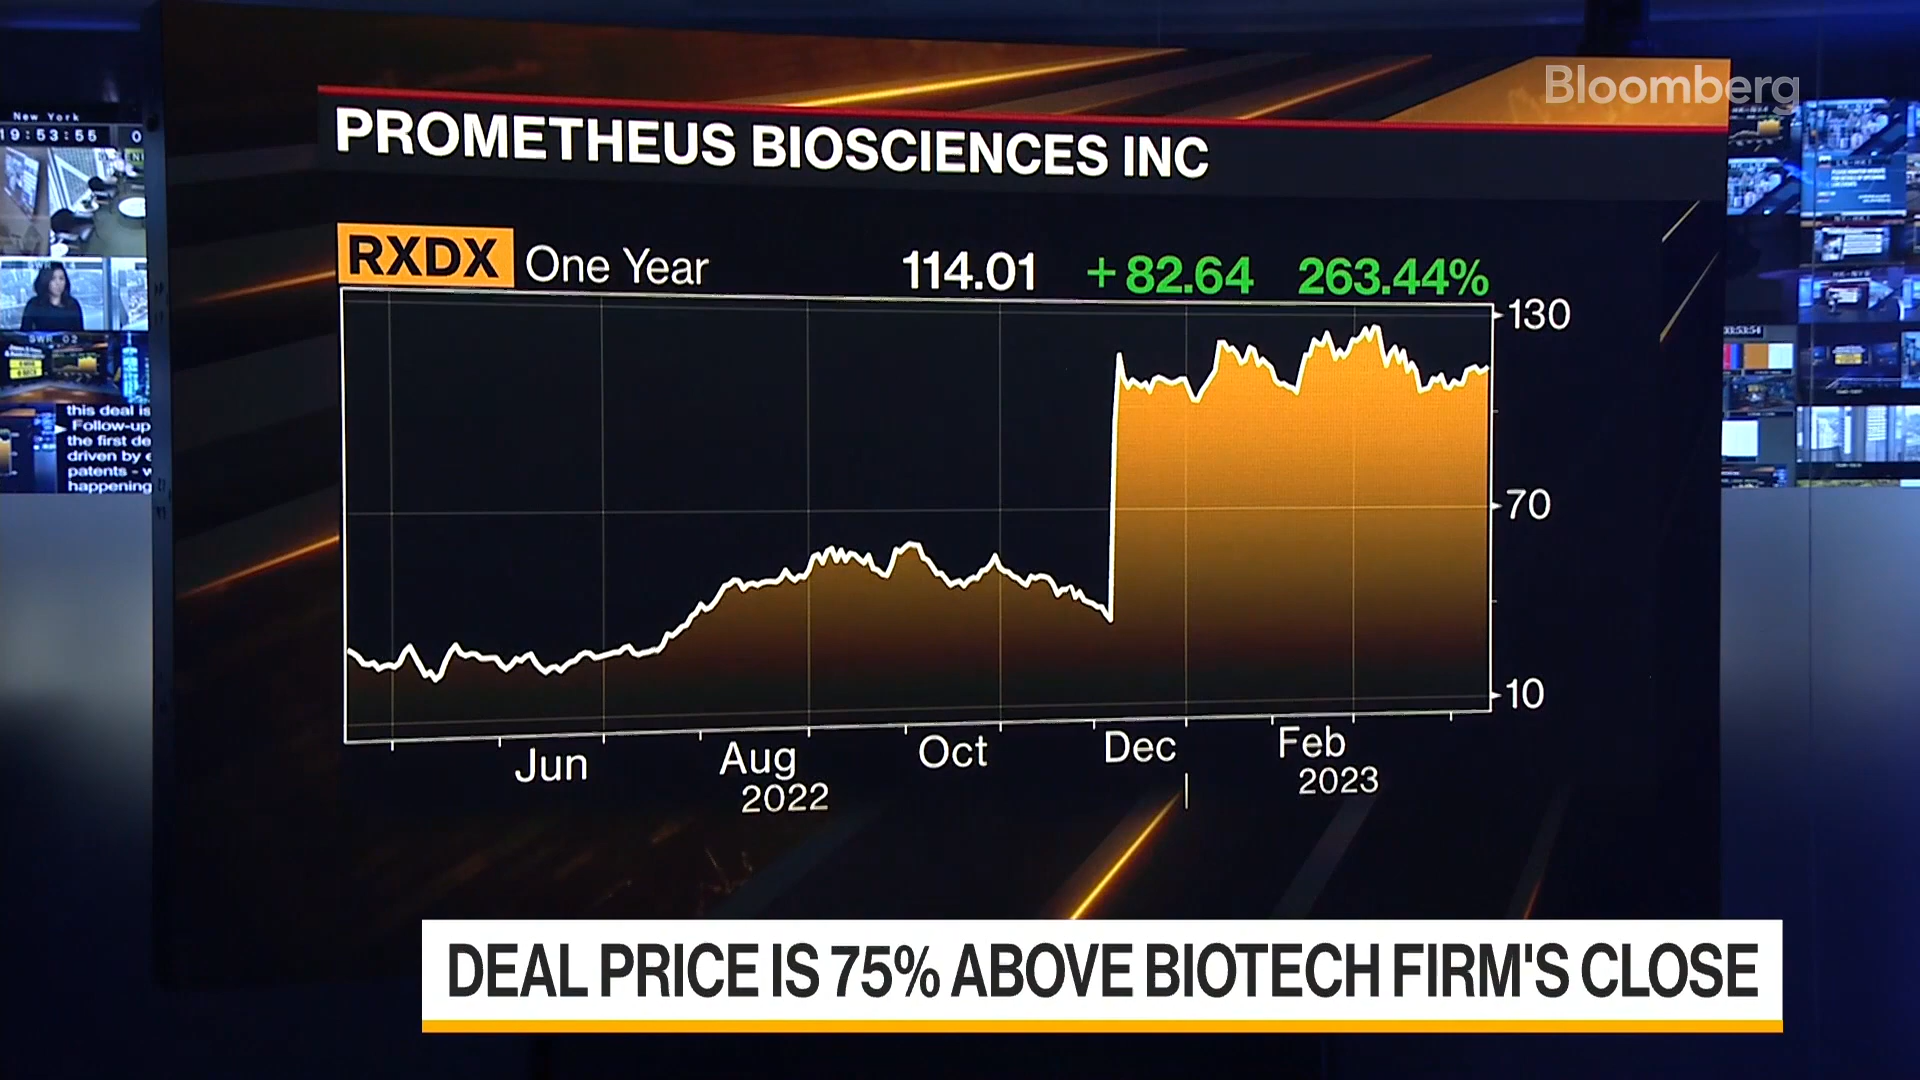 Bloomberg
New York
19:53:55
PROMETHEUS BIOSCIENCES INC
RXDX One Year 114.01 +82.64 263.44%
130
70
10
Jun Aug Oct Dec Feb
2022 2023
SWR 02
this deal is
Follow-up
the first de
driven by
patents -
happening
DEAL PRICE IS 75% ABOVE BIOTECH FIRM'S CLOSE